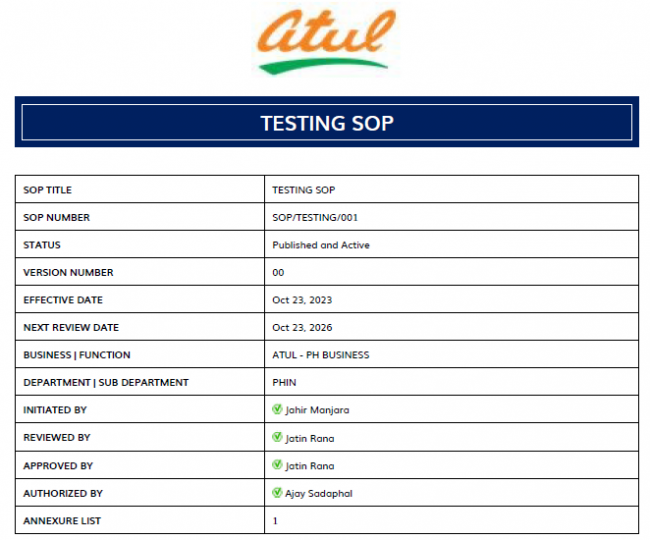 atul
TESTING SOP
SOP TITLE TESTING SOP
SOP NUMBER SOP/TESTING/001
STATUS Published and Active
VERSION NUMBER 00
EFFECTIVE DATE Oct 23, 2023
NEXT REVIEW DATE Oct 23, 2026
BUSINESS | FUNCTION ATUL - PH BUSINESS
DEPARTMENT | SUB DEPARTMENT PHIN
INITIATED BY Jahir Manjara
REVIEWED BY Jatin Rana
APPROVED BY Jatin Rana
AUTHORIZED BY Ajay Sadaphal
ANNEXURE LIST 1